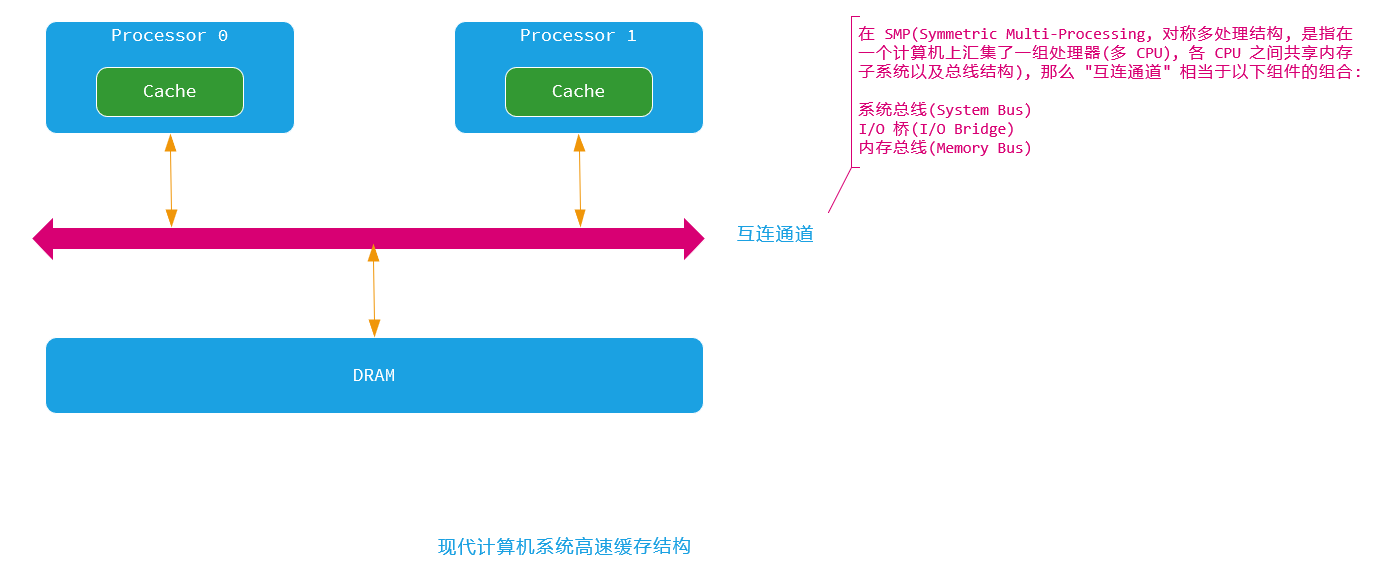 Processor 0
Processor 1
Cache
Cache
在 SMP(Symmetric Multi-Processing, 对称多处理结构, 是指在
一个计算机上汇集了一组处理器(多 CPU), 各 CPU 之间共享内存
子系统以及总线结构), 那么 "互连通道" 相当于以下组件的组合:
系统总线(System Bus)
I/O 桥(I/O Bridge)
内存总线(Memory Bus)
互连通道
DRAM
现代计算机系统高速缓存结构